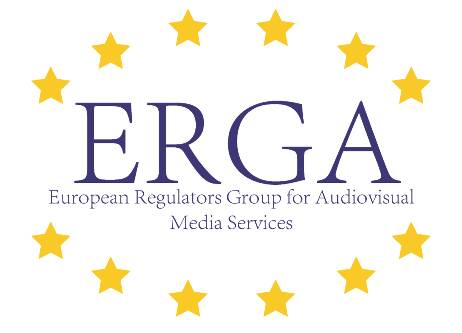 ERGA
European Regulators Group for Audiovisual
Media Services